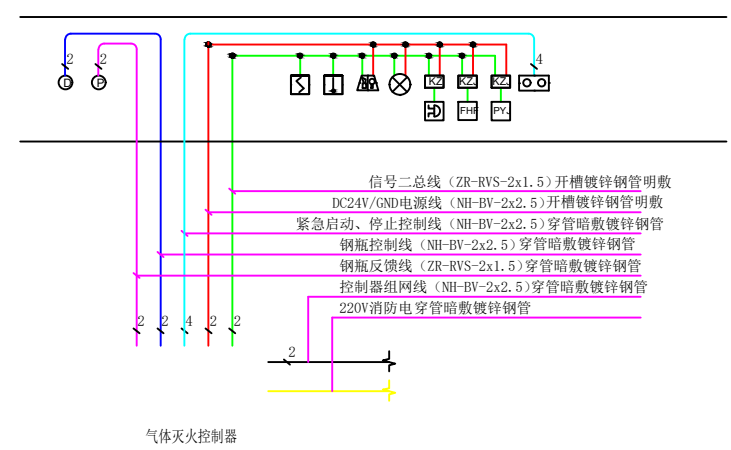 2 2 4
D P KZ KZJ KZJ
FHF PYJ
信号二总线（ZR-RVS-2x1.5）开槽镀锌钢管明敷
DC24V/GND电源线（NH-BV-2x2.5）开槽镀锌钢管明敷
紧急启动、停止控制线（NH-BV-2x2.5）穿管暗敷镀锌钢管
钢瓶控制线（NH-BV-2x2.5）穿管暗敷镀锌钢管
钢瓶反馈线（ZR-RVS-2x1.5）穿管暗敷镀锌钢管
控制器组网线（NH-BV-2x2.5）穿管暗敷镀锌钢管
220V消防电穿管暗敷镀锌钢管
2 2 4 2 2
2
气体灭火控制器